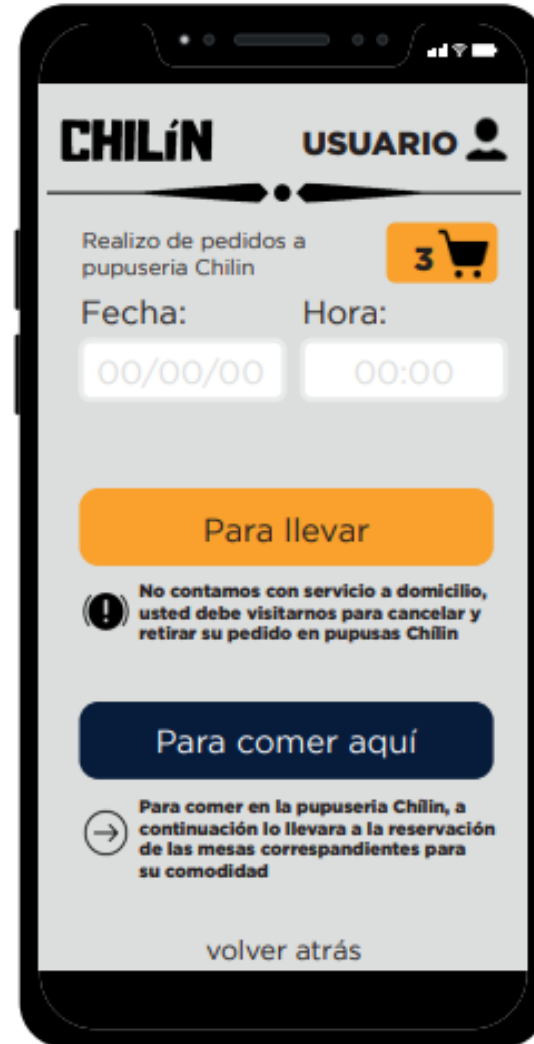 CHILíN
USUARIO
Realizo de pedidos a
pupuseria Chilin
3
Fecha:
Hora:
00/00/00
00:00
Para llevar
No contamos con servicio a domicilio,
usted debe visitarnos para cancelar y
retirar su pedido en pupusas Chílin
Para comer aquí
Para comer en la pupuseria Chílin, a
continuación lo llevara a la reservación
de las mesas correspandientes para
su comodidad
volver atrás